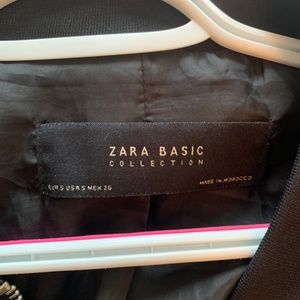 ZARA BASIC
COLLECTION
EUR S USA S MEX 26
MADE IN MOROCCO